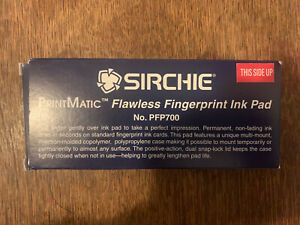 SIRCHIE®
THIS SIDE UP
PRINTMATIC™ Flawless Fingerprint Ink Pad
No. PFP700
finger gently over ink pad to take a perfect impression. Permanent, non-fading ink
in seconds on standard fingerprint ink cards. This pad features a unique multi-mount,
injection-molded copolymer, polypropylene case making it possible to mount temporarily or
permanently to almost any surface. The positive-action, dual snap-lock lid keeps the case
tightly closed when not in use—helping to greatly lengthen pad life.